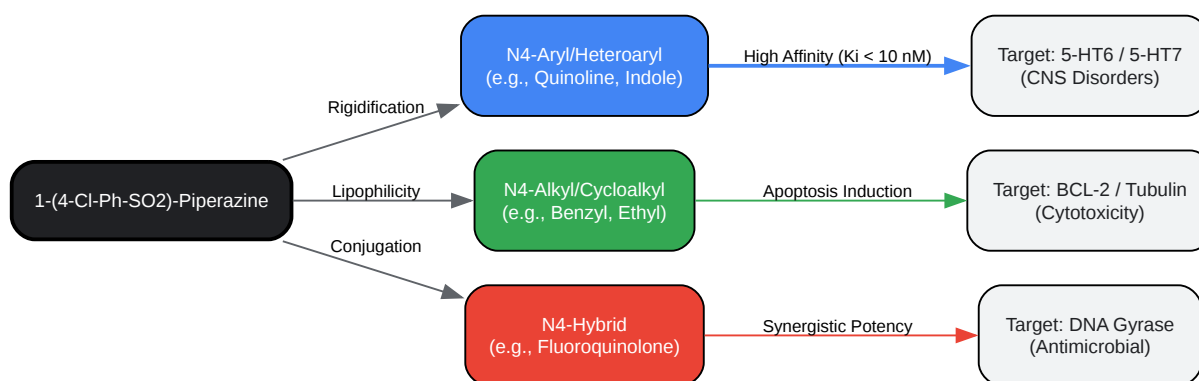 N4-Aryl/Heteroaryl
(e.g., Quinoline, Indole)
High Affinity (Ki < 10 nM)
Target: 5-HT6 / 5-HT7
(CNS Disorders)
Rigidification
1-(4-Cl-Ph-SO2)-Piperazine
Lipophilicity
N4-Alkyl/Cycloalkyl
(e.g., Benzyl, Ethyl)
Apoptosis Induction
Target: BCL-2 / Tubulin
(Cytotoxicity)
Conjugation
N4-Hybrid
(e.g., Fluoroquinolone)
Synergistic Potency
Target: DNA Gyrase
(Antimicrobial)